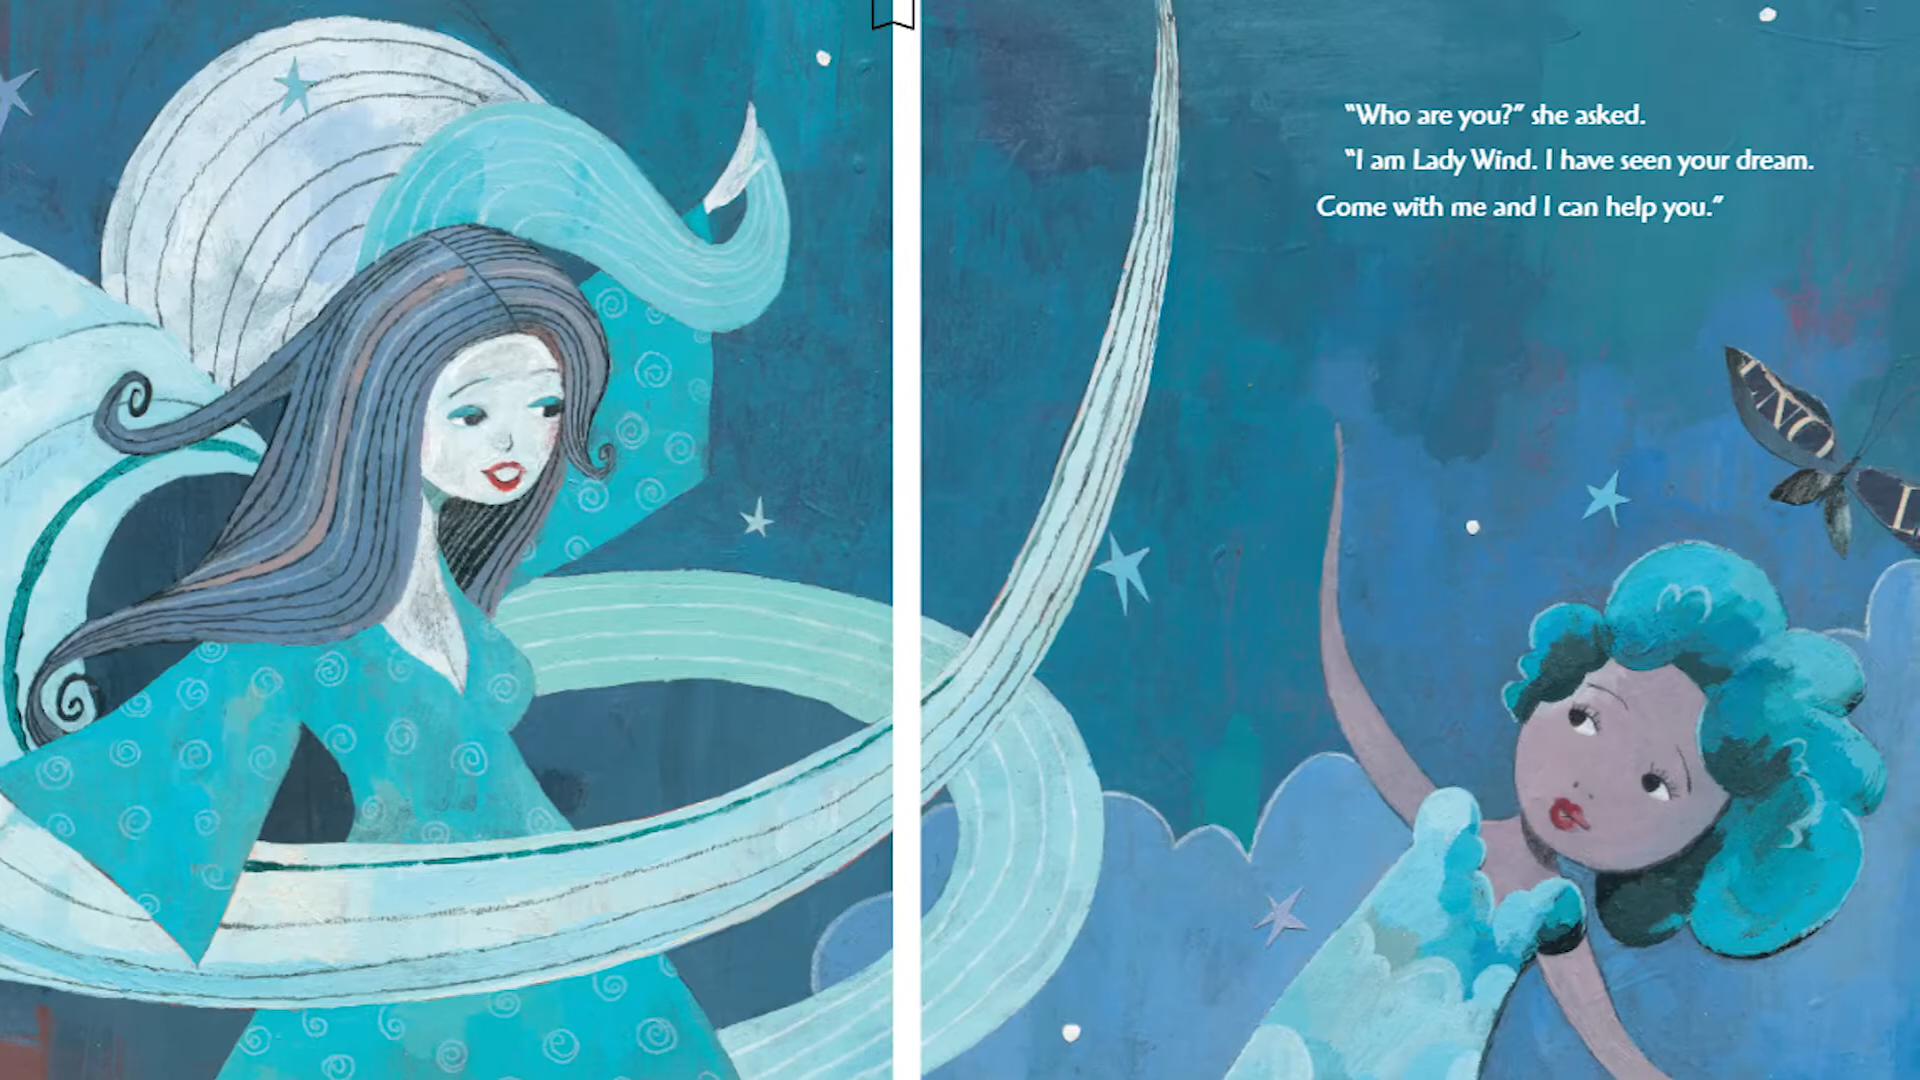 “Who are you?” she asked.
“I am Lady Wind. I have seen your dream.
Come with me and I can help you.”